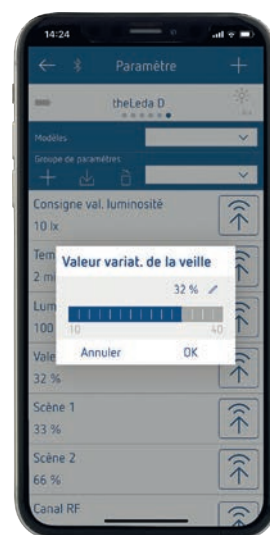 14:24
Paramètre
theLeda D
Modèles
Groupe de paramètres
Consigne val. luminosité
10 lx
Tem
2 mi
Valeur variat. de la veille
32 %
10
40
Annuler
OK
Lum
100
Vale
32 %
Scène 1
33 %
Scène 2
66 %
Canal RF